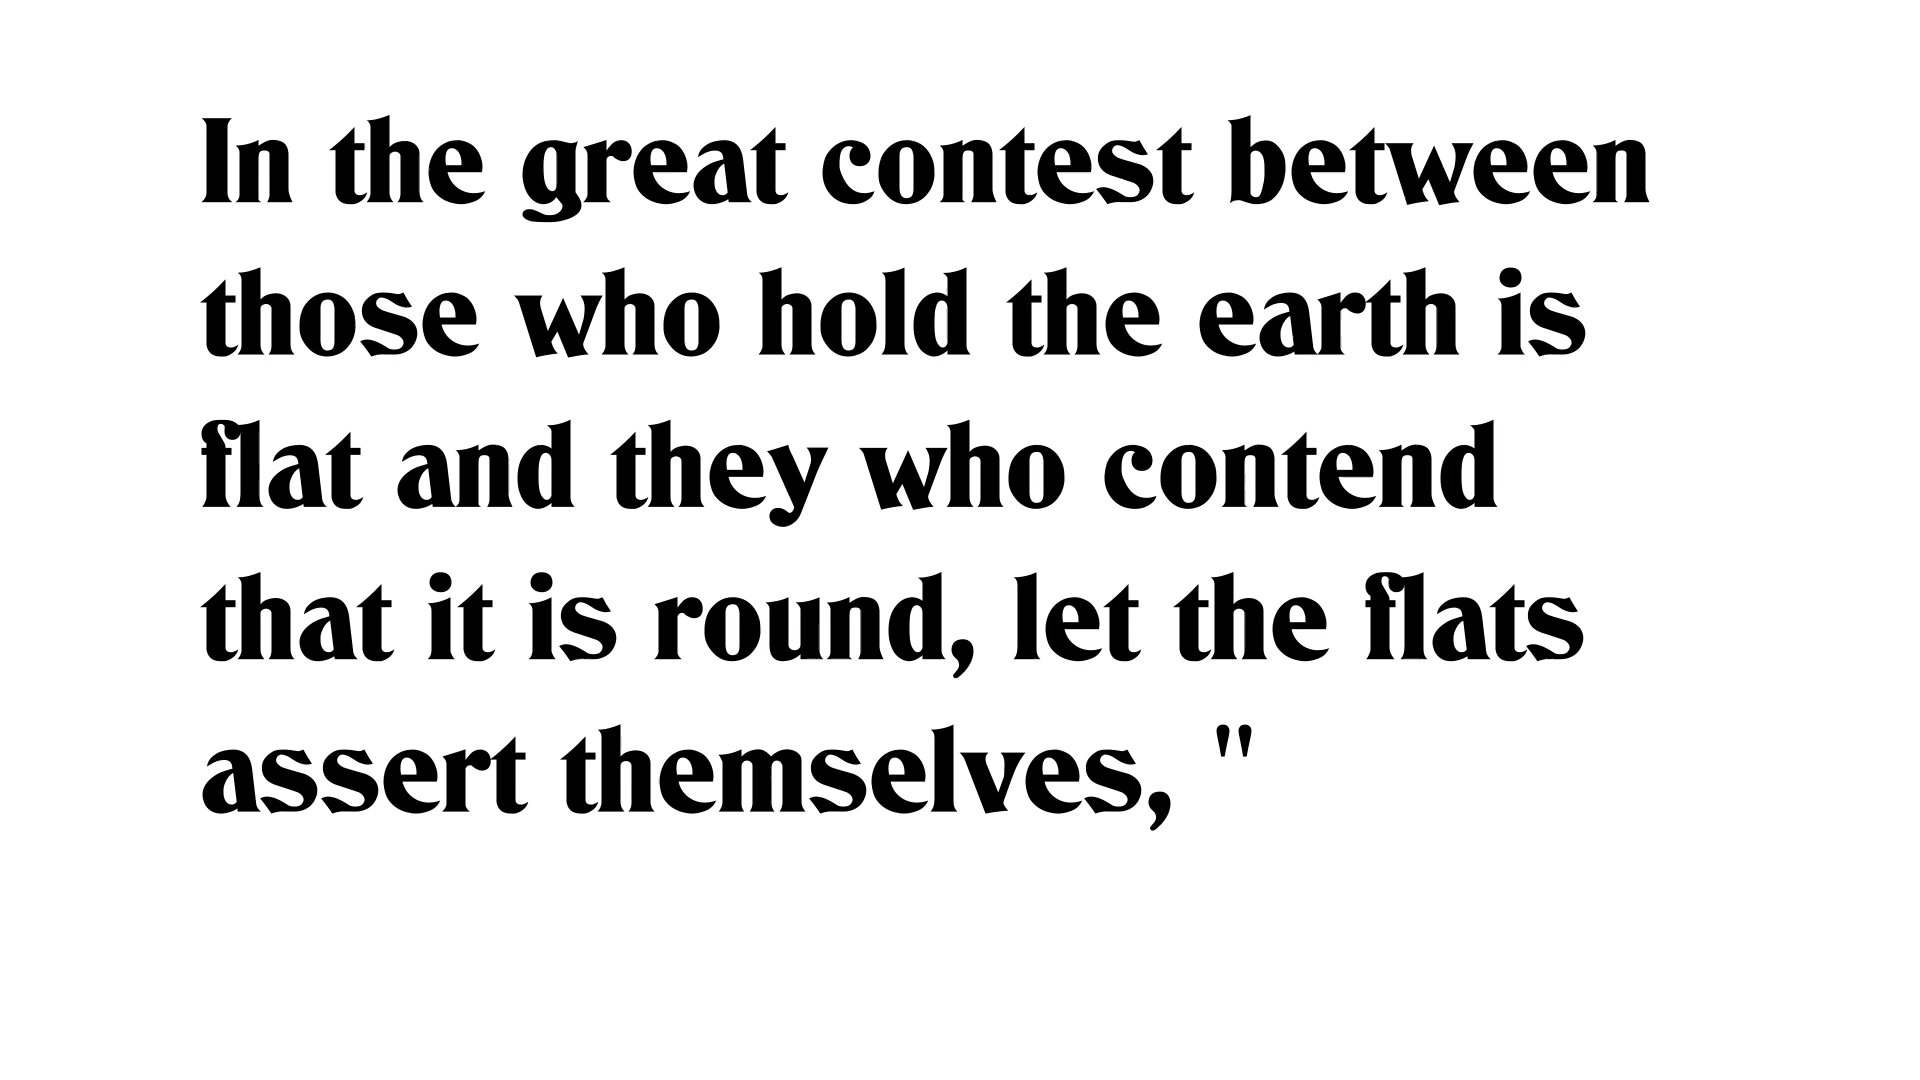 In the great contest between
those who hold the earth is
flat and they who contend
that it is round, let the flats
assert themselves, "